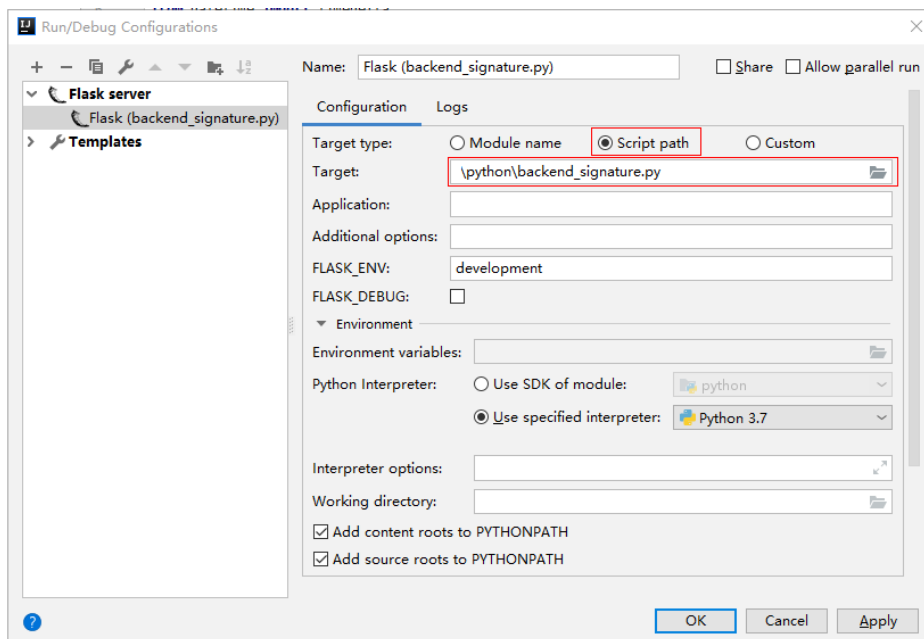 Run/Debug Configurations
Name: Flask (backend_signature.py)
Share
Allow parallel run
Flask server
Flask (backend_signature.py)
Templates
Configuration
Logs
Target type: Module name Script path Custom
Target: \python\backend_signature.py
Application:
Additional options:
FLASK_ENV: development
FLASK_DEBUG:
Environment
Environment variables:
Python Interpreter: Use SDK of module: python
Use specified interpreter: Python 3.7
Interpreter options:
Working directory:
Add content roots to PYTHONPATH
Add source roots to PYTHONPATH
OK
Cancel
Apply